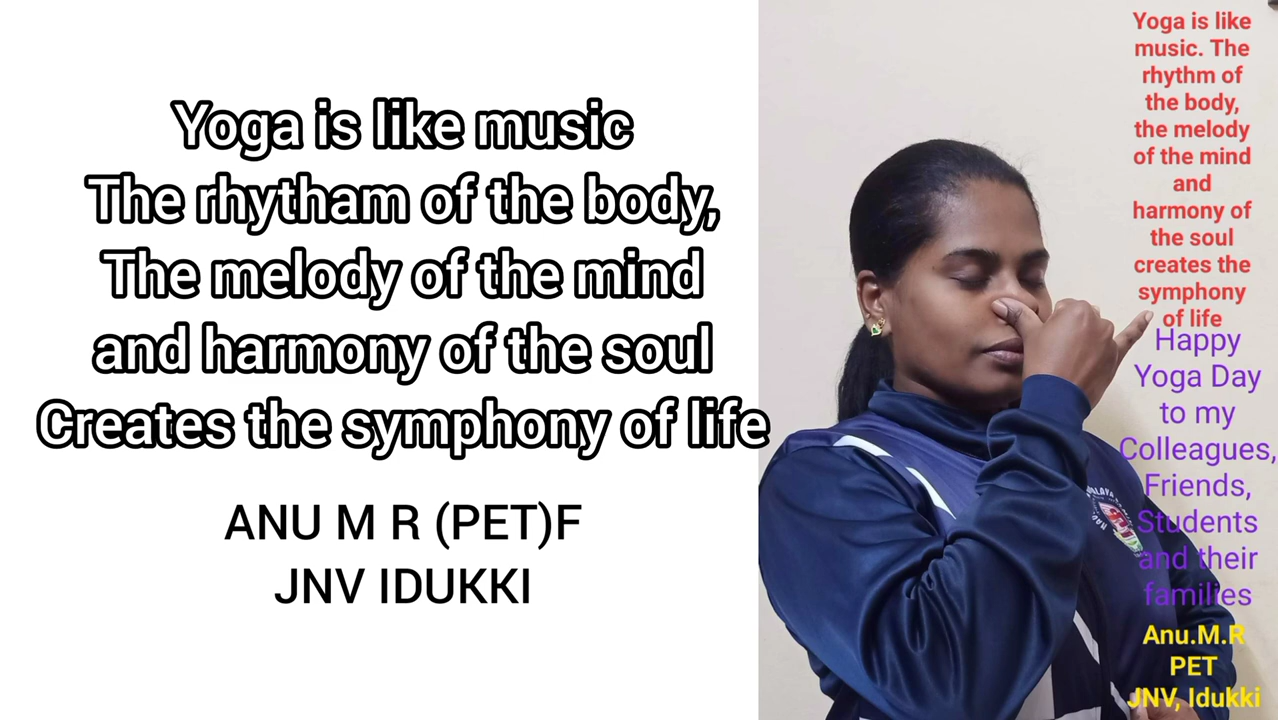 Yoga is like music
The rhytham of the body,
The melody of the mind
and harmony of the soul
Creates the symphony of life
ANU M R (PET)F
JNV IDUKKI
Yoga is like
music. The
rhythm of
the body,
the melody
of the mind
and
harmony of
the soul
creates the
symphony
of life
Happy
Yoga Day
to my
Colleagues,
Friends,
Students
and their
families
Anu.M.R
PET
JNV, Idukki